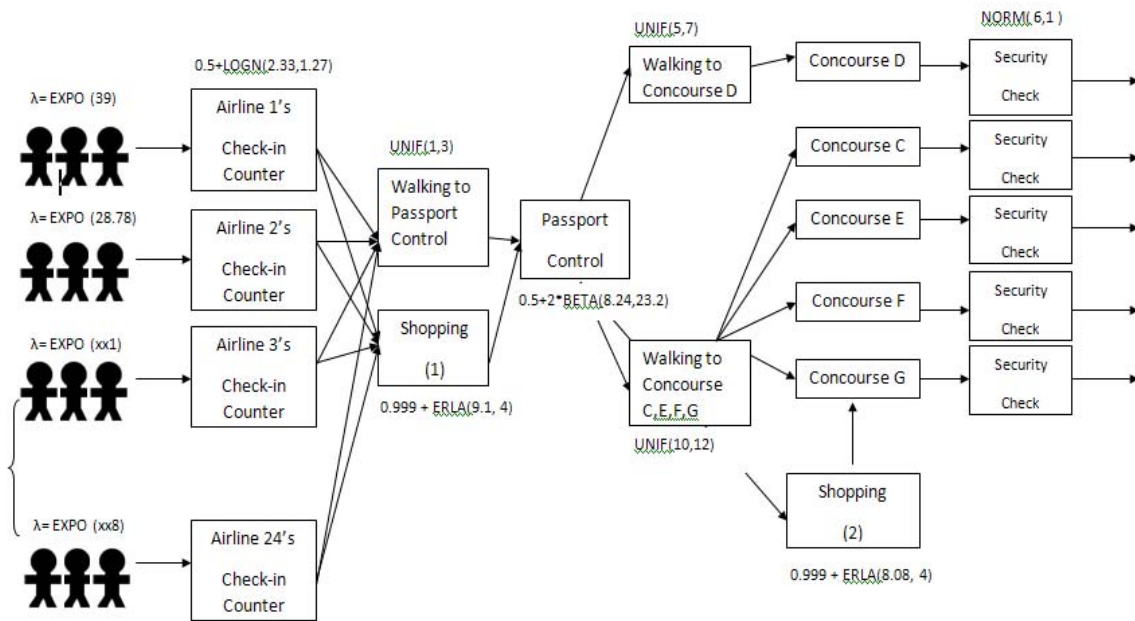 NORM( 6,1 )
UNIF(5,7)
0.5+LOGN(2.33,1.27)
λ= EXPO (39)
Airline 1’s
Check-in
Counter
UNIF(1,3)
Walking to
Passport
Control
Walking to
Concourse D
Concourse D
Security
Check
Concourse C
Security
Check
λ= EXPO (28.78)
Airline 2’s
Check-in
Counter
Passport
Control
0.5+2*BETA(8.24,23.2)
Concourse E
Security
Check
λ= EXPO (xx1)
Airline 3’s
Check-in
Counter
Shopping
(1)
0.999 + ERLA(9.1, 4)
Walking to
Concourse
C,E,F,G
UNIF(10,12)
Concourse F
Security
Check
Concourse G
Security
Check
Shopping
(2)
0.999 + ERLA(8.08, 4)
λ= EXPO (xx8)
Airline 24’s
Check-in
Counter